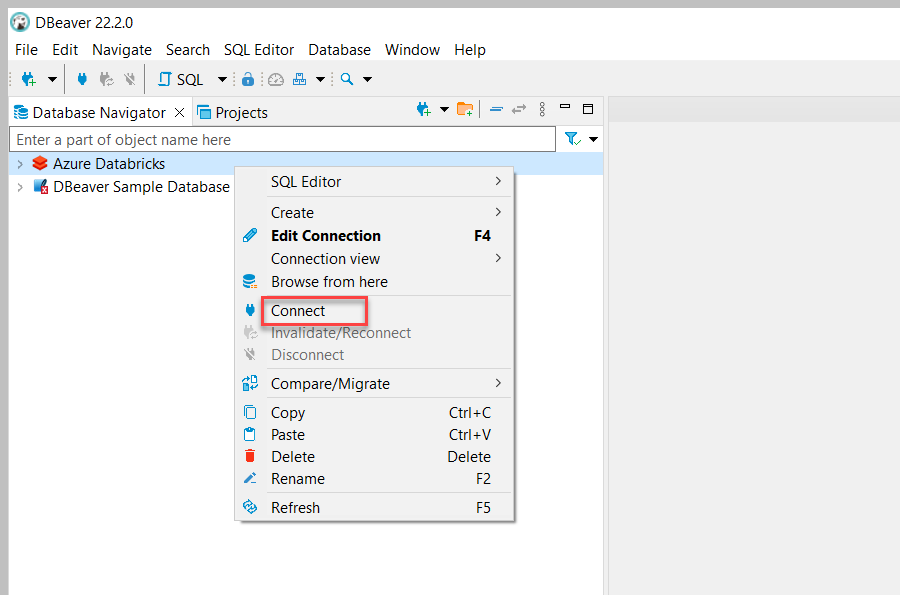 DBeaver 22.2.0
File Edit Navigate Search SQL Editor Database Window Help
SQL
Database Navigator Projects
Enter a part of object name here
Azure Databricks
DBeaver Sample Database
SQL Editor
Create
Edit Connection F4
Connection view
Browse from here
Connect
Invalidate/Reconnect
Disconnect
Compare/Migrate
Copy Ctrl+C
Paste Ctrl+V
Delete Delete
Rename F2
Refresh F5